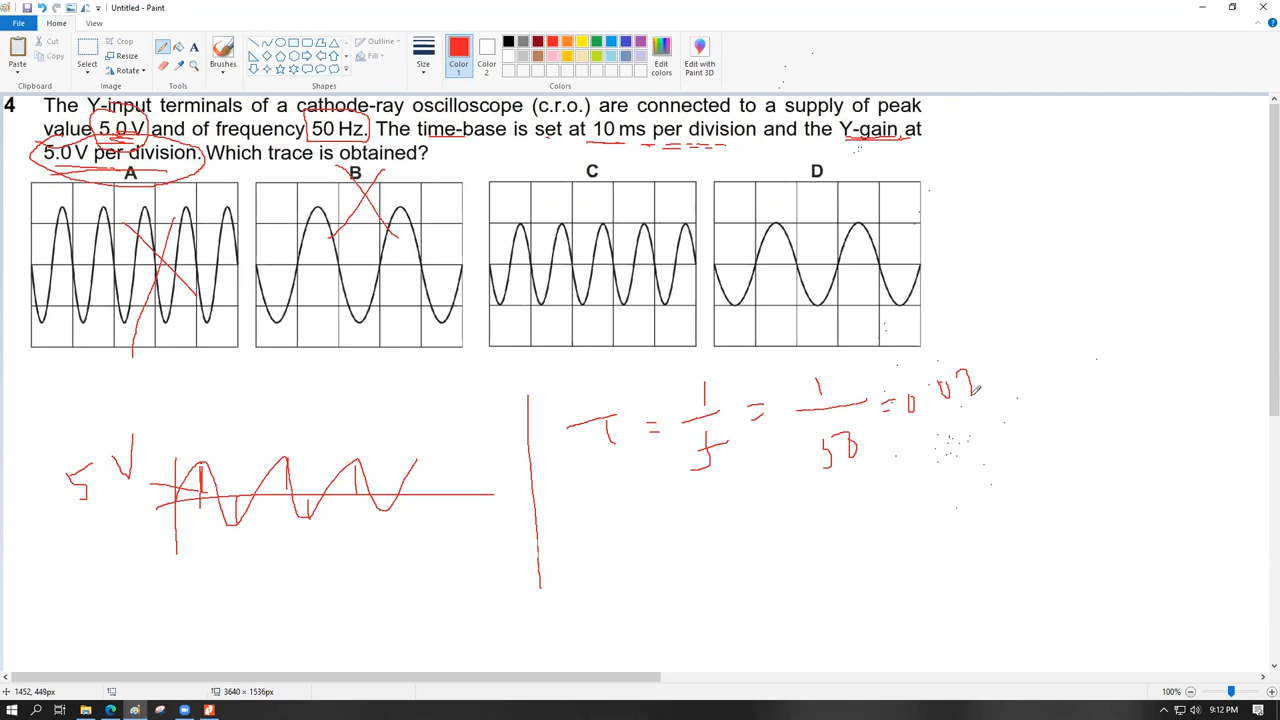 Untitled - Paint
File
Home
View
Paste
Cut
Copy
Clipboard
Select
Crop
Resize
Rotate
Image
Tools
Brushes
Shapes
Outline
Fill
Size
Color 1
Color 2
Colors
Edit colors
Edit with Paint 3D
4 The Y-input terminals of a cathode-ray oscilloscope (c.r.o.) are connected to a supply of peak
value 5.0 V and of frequency 50 Hz. The time-base is set at 10 ms per division and the Y-gain at
5.0 V per division. Which trace is obtained?
A B C D
T = 1/f = 1/50 = 0.02
5 V
1452, 449px
3640 × 1536px
100%
9:12 PM